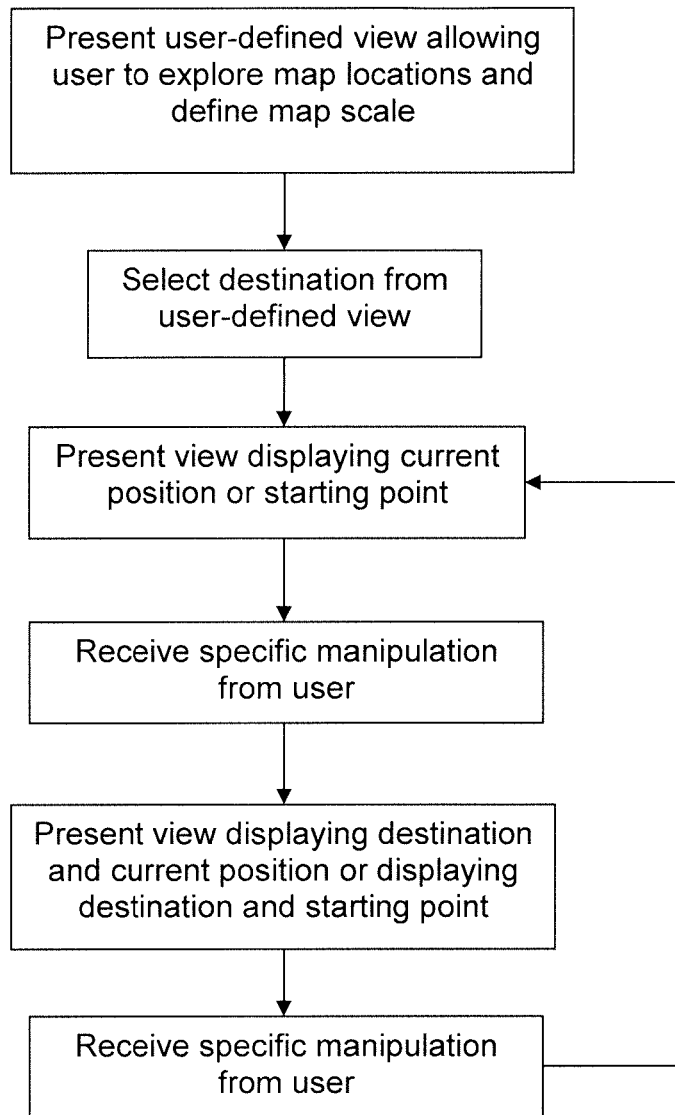 Present user-defined view allowing
user to explore map locations and
define map scale
Select destination from
user-defined view
Present view displaying current
position or starting point
Receive specific manipulation
from user
Present view displaying destination
and current position or displaying
destination and starting point
Receive specific manipulation
from user